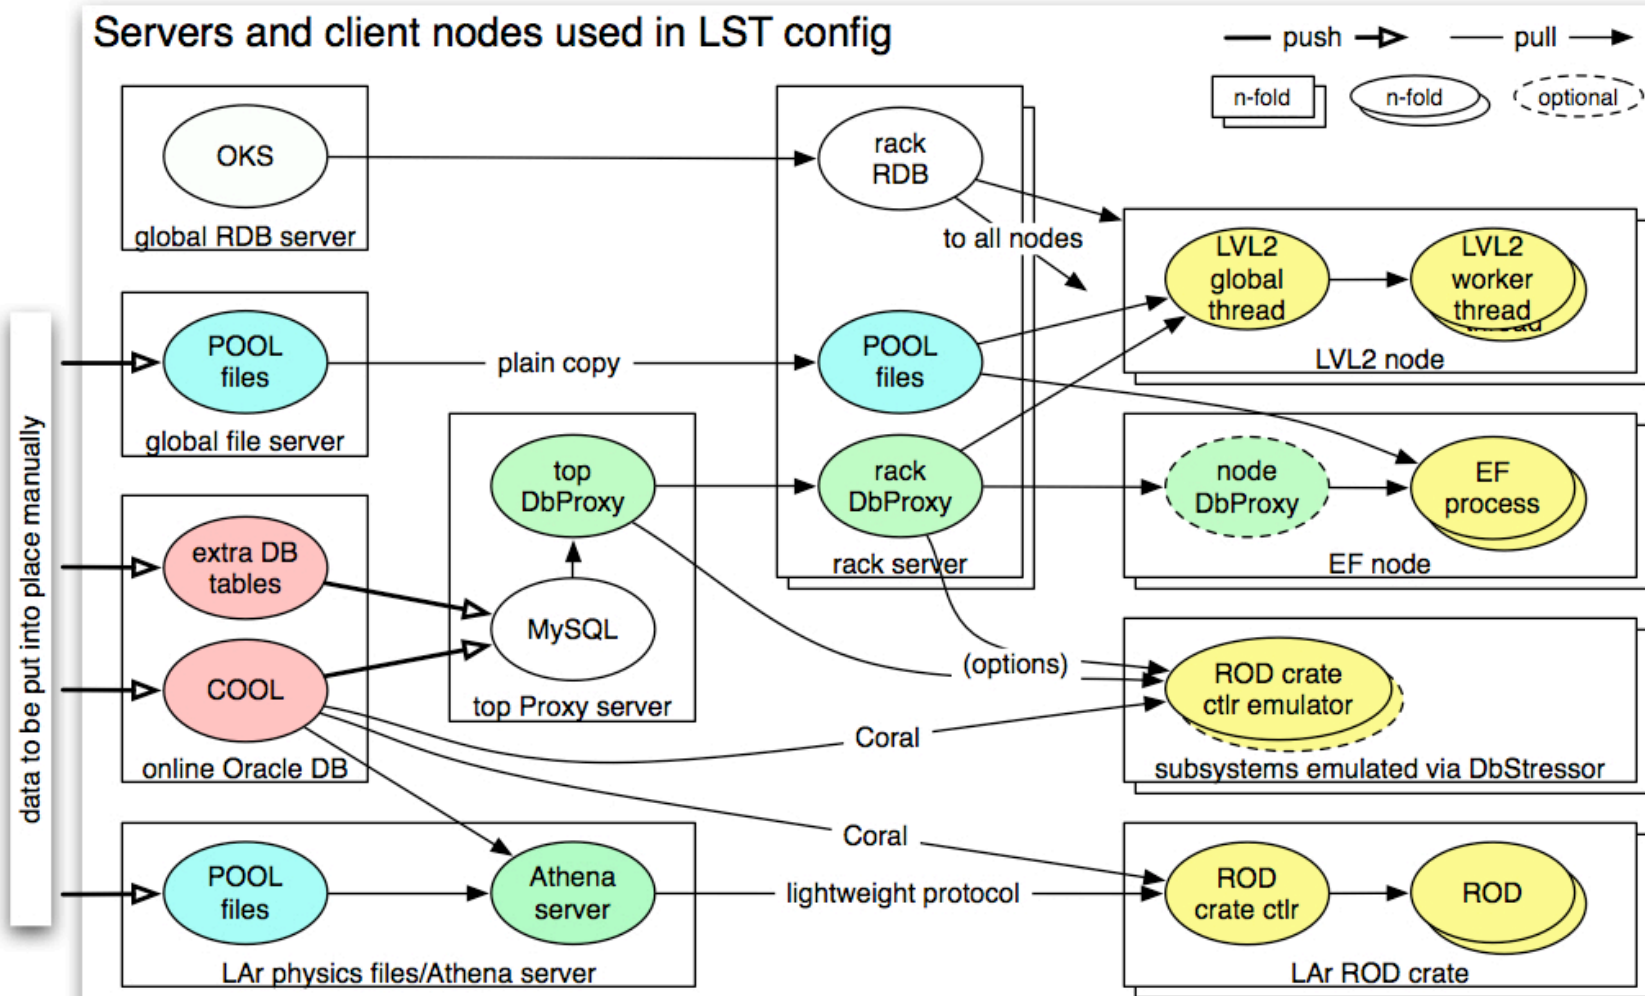 Servers and client nodes used in LST config
push
pull
n-fold
n-fold
optional
OKS
global RDB server
rack
RDB
to all nodes
LVL2
global
thread
LVL2
worker
thread
thread
LVL2 node
data to be put into place manually
POOL
files
global file server
plain copy
POOL
files
top
DbProxy
MySQL
top Proxy server
rack
DbProxy
rack server
node
DbProxy
EF
process
EF node
extra DB
tables
COOL
online Oracle DB
(options)
Coral
ROD crate
ctlr emulator
subsystems emulated via DbStressor
Coral
POOL
files
Athena
server
LAr physics files/Athena server
lightweight protocol
ROD
crate ctlr
ROD
LAr ROD crate